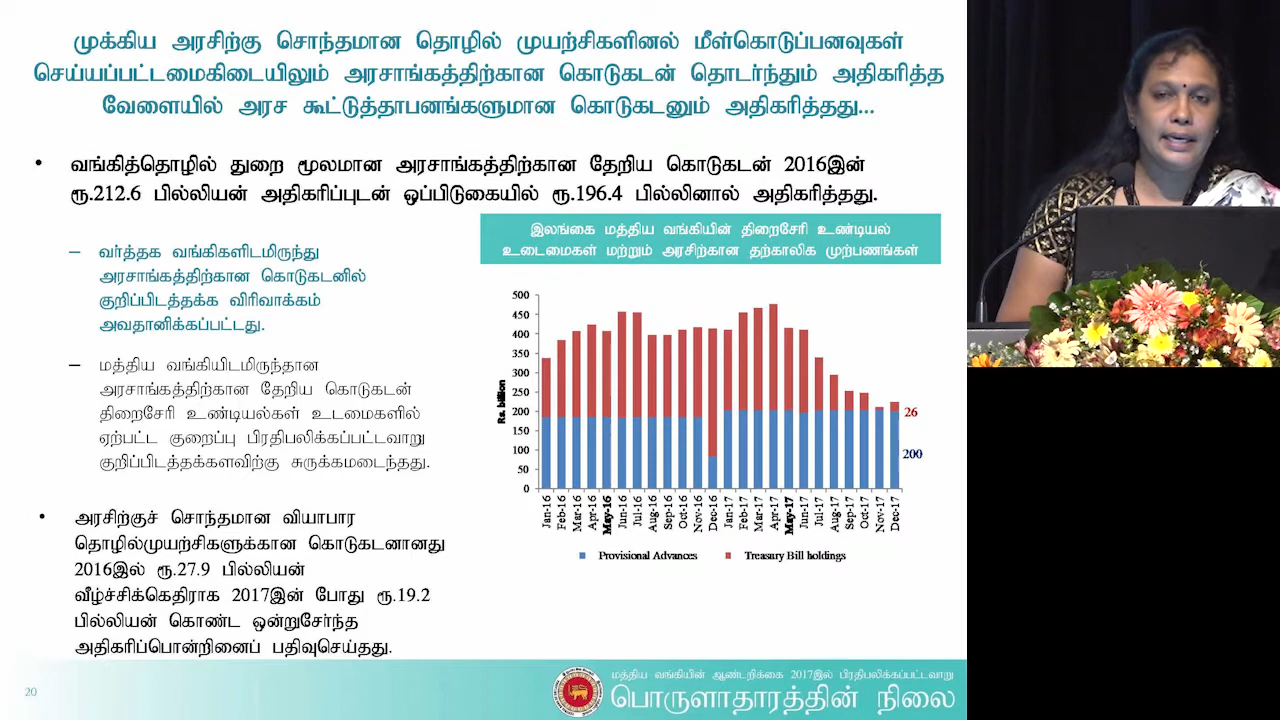 முக்கிய அரசிற்கு சொந்தமான தொழில் முயற்சிகளினல் மீள்கொடுப்பனவுகள்
செய்யப்பட்டமைகிடையிலும் அரசாங்கத்திற்கான கொடுகடன் தொடர்ந்தும் அதிகரித்த
வேளையில் அரச கூட்டுத்தாபனங்களுமான கொடுகடனும் அதிகரித்தது...
• வங்கித்தொழில் துறை மூலமான அரசாங்கத்திற்கான தேறிய கொடுகடன் 2016இன்
ரூ.212.6 பில்லியன் அதிகரிப்புடன் ஒப்பிடுகையில் ரூ.196.4 பில்லினால் அதிகரித்தது.
– வர்த்தக வங்கிகளிடமிருந்து
அரசாங்கத்திற்கான கொடுகடனில்
குறிப்பிடத்தக்க விரிவாக்கம்
அவதானிக்கப்பட்டது.
– மத்திய வங்கியிடமிருந்தான
அரசாங்கத்திற்கான தேறிய கொடுகடன்
திறைசேரி உண்டியல்கள் உடமைகளில்
ஏற்பட்ட குறைப்பு பிரதிபலிக்கப்பட்டவாறு
குறிப்பிடத்தக்களவிற்கு சுருக்கமடைந்தது.
• அரசிற்குச் சொந்தமான வியாபார
தொழில்முயற்சிகளுக்கான கொடுகடனானது
2016இல் ரூ.27.9 பில்லியன்
வீழ்ச்சிக்கெதிராக 2017இன் போது ரூ.19.2
பில்லியன் கொண்ட ஒன்றுசேர்ந்த
அதிகரிப்பொன்றினைப் பதிவுசெய்தது.
இலங்கை மத்திய வங்கியின் திறைசேரி உண்டியல்
உடைமைகள் மற்றும் அரசிற்கான தற்காலிக முற்பணங்கள்
Rs. billion
500
450
400
350
300
250
200
150
100
50
0
26
200
Jan-16 Feb-16 Mar-16 Apr-16 May-16 Jun-16 Jul-16 Aug-16 Sep-16 Oct-16 Nov-16 Dec-16 Jan-17 Feb-17 Mar-17 Apr-17 May-17 Jun-17 Jul-17 Aug-17 Sep-17 Oct-17 Nov-17 Dec-17
Provisional Advances Treasury Bill holdings
20
மத்திய வங்கியின் ஆண்டறிக்கை 2017இல் பிரதிபலிக்கப்பட்டவாறு
பொருளாதாரத்தின் நிலை
acer